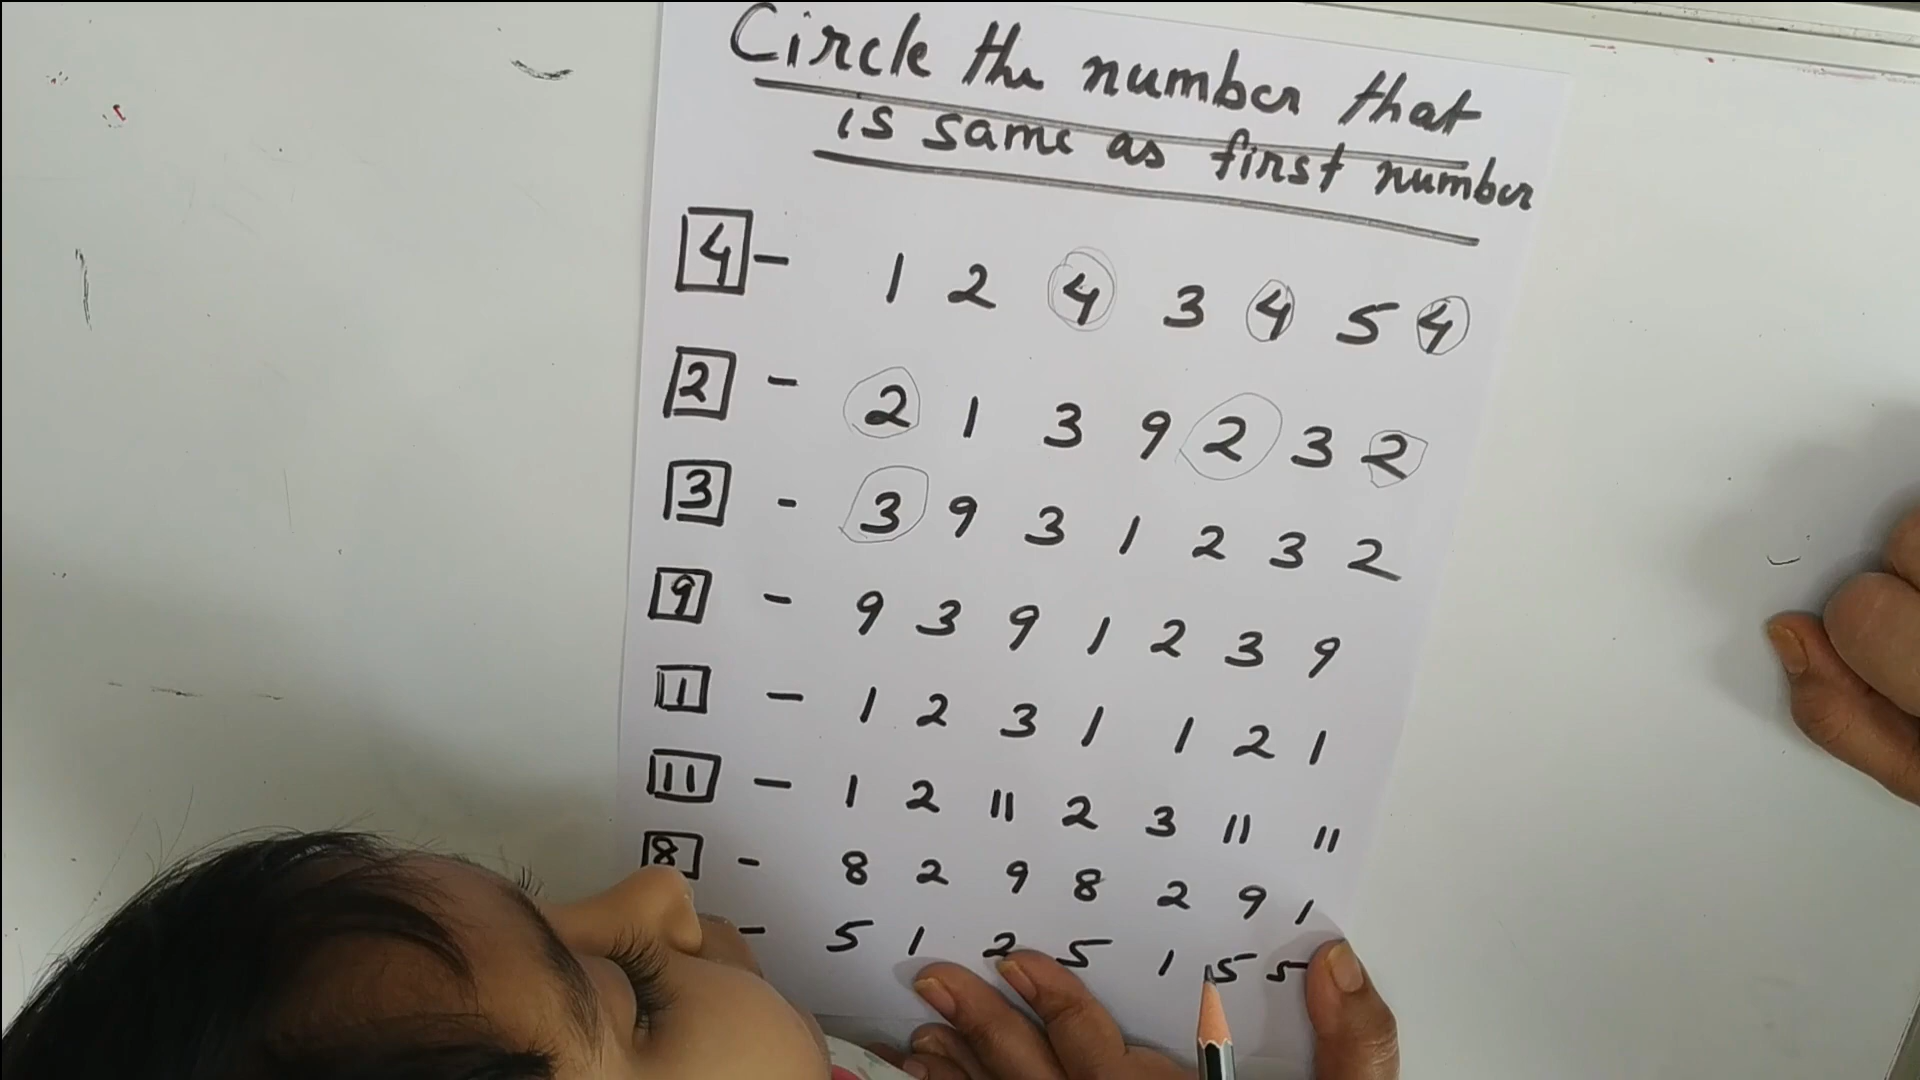 Circle the number that
is same as first number
4 - 1 2 4 3 4 5 4
2 - 2 1 3 9 2 3 2
3 - 3 9 3 1 2 3 2
9 - 9 3 9 1 2 3 9
1 - 1 2 3 1 1 2 1
11 - 1 2 11 2 3 11 11
8 - 8 2 9 8 2 9 1
- 5 1 2 5 1 5 5